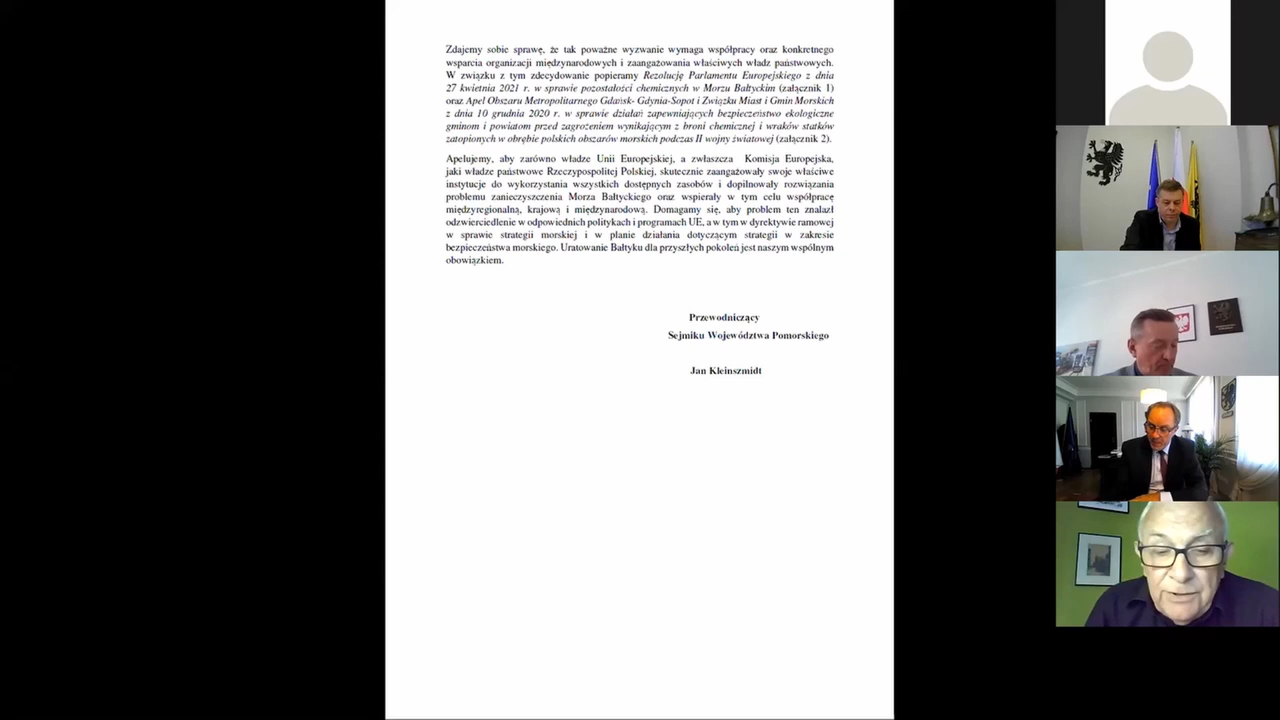 Zdajemy sobie sprawę, że tak poważne wyzwanie wymaga współpracy oraz konkretnego
wsparcia organizacji międzynarodowych i zaangażowania właściwych władz państwowych.
W związku z tym zdecydowanie popieramy Rezolucję Parlamentu Europejskiego z dnia
27 kwietnia 2021 r. w sprawie pozostałości chemicznych w Morzu Bałtyckim (załącznik 1)
oraz Apel Obszaru Metropolitarnego Gdańsk- Gdynia-Sopot i Związku Miast i Gmin Morskich
z dnia 10 grudnia 2020 r. w sprawie działań zapewniających bezpieczeństwo ekologiczne
gminom i powiatom przed zagrożeniem wynikającym z broni chemicznej i wraków statków
zatopionych w obrębie polskich obszarów morskich podczas II wojny światowej (załącznik 2).
Apelujemy, aby zarówno władze Unii Europejskiej, a zwłaszcza Komisja Europejska,
jaki władze państwowe Rzeczypospolitej Polskiej, skutecznie zaangażowały swoje właściwe
instytucje do wykorzystania wszystkich dostępnych zasobów i dopilnowały rozwiązania
problemu zanieczyszczenia Morza Bałtyckiego oraz wspierały w tym celu współpracę
międzyregionalną, krajową i międzynarodową. Domagamy się, aby problem ten znalazł
odzwierciedlenie w odpowiednich politykach i programach UE, a w tym w dyrektywie ramowej
w sprawie strategii morskiej i w planie działania dotyczącym strategii w zakresie
bezpieczeństwa morskiego. Uratowanie Bałtyku dla przyszłych pokoleń jest naszym wspólnym
obowiązkiem.
Przewodniczący
Sejmiku Województwa Pomorskiego
Jan Kleinszmidt